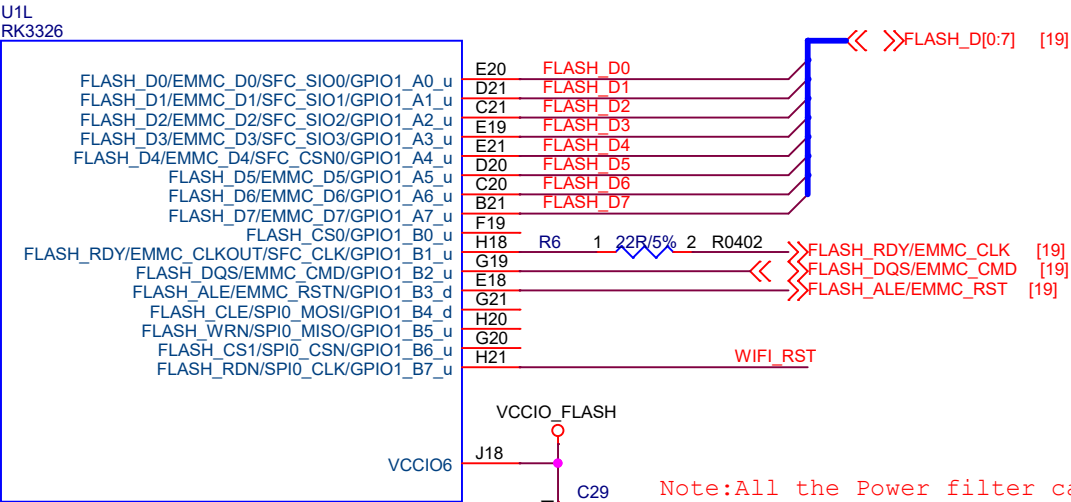 U1L
RK3326
FLASH_D[0:7] [19]
FLASH_D0/EMMC_D0/SFC_SIO0/GPIO1_A0_u E20 FLASH_D0
FLASH_D1/EMMC_D1/SFC_SIO1/GPIO1_A1_u D21 FLASH_D1
FLASH_D2/EMMC_D2/SFC_SIO2/GPIO1_A2_u C21 FLASH_D2
FLASH_D3/EMMC_D3/SFC_SIO3/GPIO1_A3_u E19 FLASH_D3
FLASH_D4/EMMC_D4/SFC_CSN0/GPIO1_A4_u E21 FLASH_D4
FLASH_D5/EMMC_D5/GPIO1_A5_u D20 FLASH_D5
FLASH_D6/EMMC_D6/GPIO1_A6_u C20 FLASH_D6
FLASH_D7/EMMC_D7/GPIO1_A7_u B21 FLASH_D7
FLASH_CS0/GPIO1_B0_u F19
FLASH_RDY/EMMC_CLKOUT/SFC_CLK/GPIO1_B1_u H18 R6 1 22R/5% 2 R0402 FLASH_RDY/EMMC_CLK [19]
FLASH_DQS/EMMC_CMD/GPIO1_B2_u G19 FLASH_DQS/EMMC_CMD [19]
FLASH_ALE/EMMC_RSTN/GPIO1_B3_d E18 FLASH_ALE/EMMC_RST [19]
FLASH_CLE/SPI0_MOSI/GPIO1_B4_d G21
FLASH_WRN/SPI0_MISO/GPIO1_B5_u H20
FLASH_CS1/SPI0_CSN/GPIO1_B6_u G20
FLASH_RDN/SPI0_CLK/GPIO1_B7_u H21 WIFI_RST
VCCIO_FLASH
VCCIO6 J18
C29 Note:All the Power filter ca